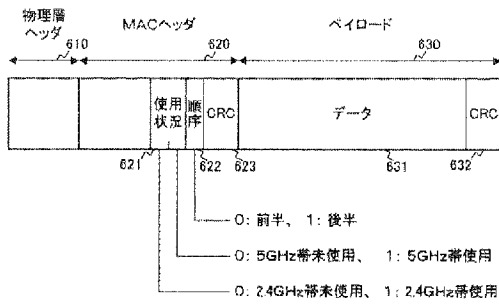 物理層
ヘッダ
MACヘッダ
ペイロード
610
620
630
使用
状況
順
序
CRC
データ
CRC
621
622
623
631
632
0: 前半、 1: 後半
0: 5GHz帯未使用、 1: 5GHz帯使用
0: 2.4GHz帯未使用、 1: 2.4GHz帯使用